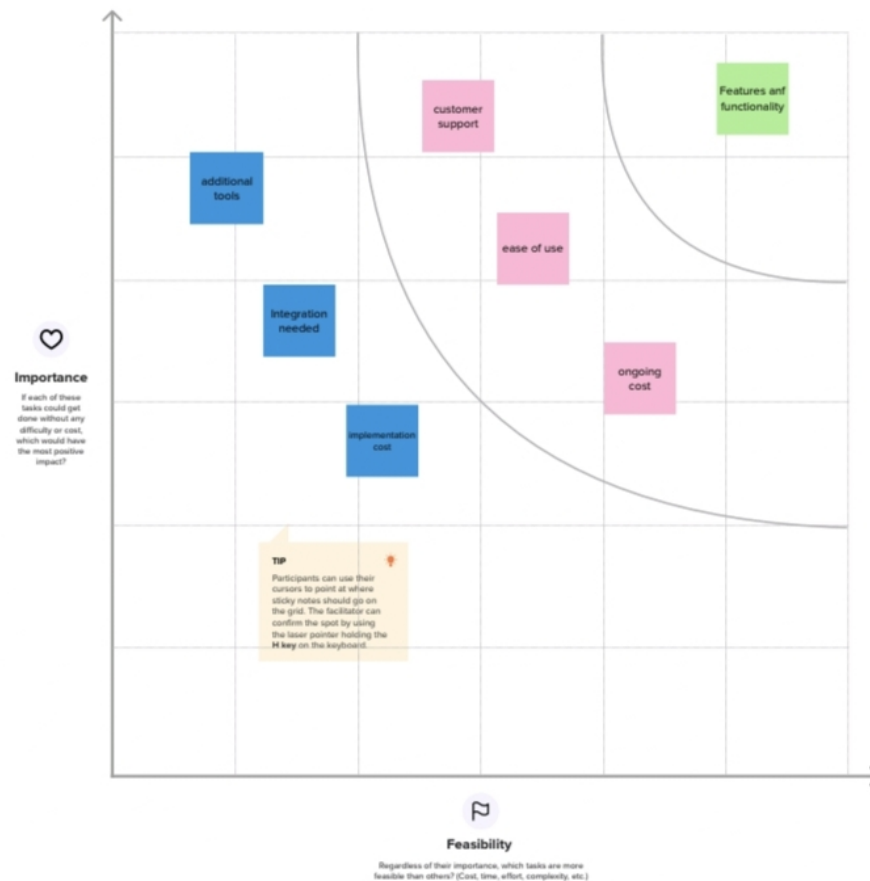 Features anf
functionality
customer
support
additional
tools
ease of use
Integration
needed
ongoing
cost
implementation
cost
Importance
If each of these
tasks could get
done without any
difficulty or cost,
which would have
the most positive
impact?
TIP
Participants can use their
cursors to point at where
sticky notes should go on
the grid. The facilitator can
confirm the spot by using
the laser pointer holding the
H key on the keyboard.
Feasibility
Regardless of their importance, which tasks are more
feasible than others? (Cost, time, effort, complexity, etc.)